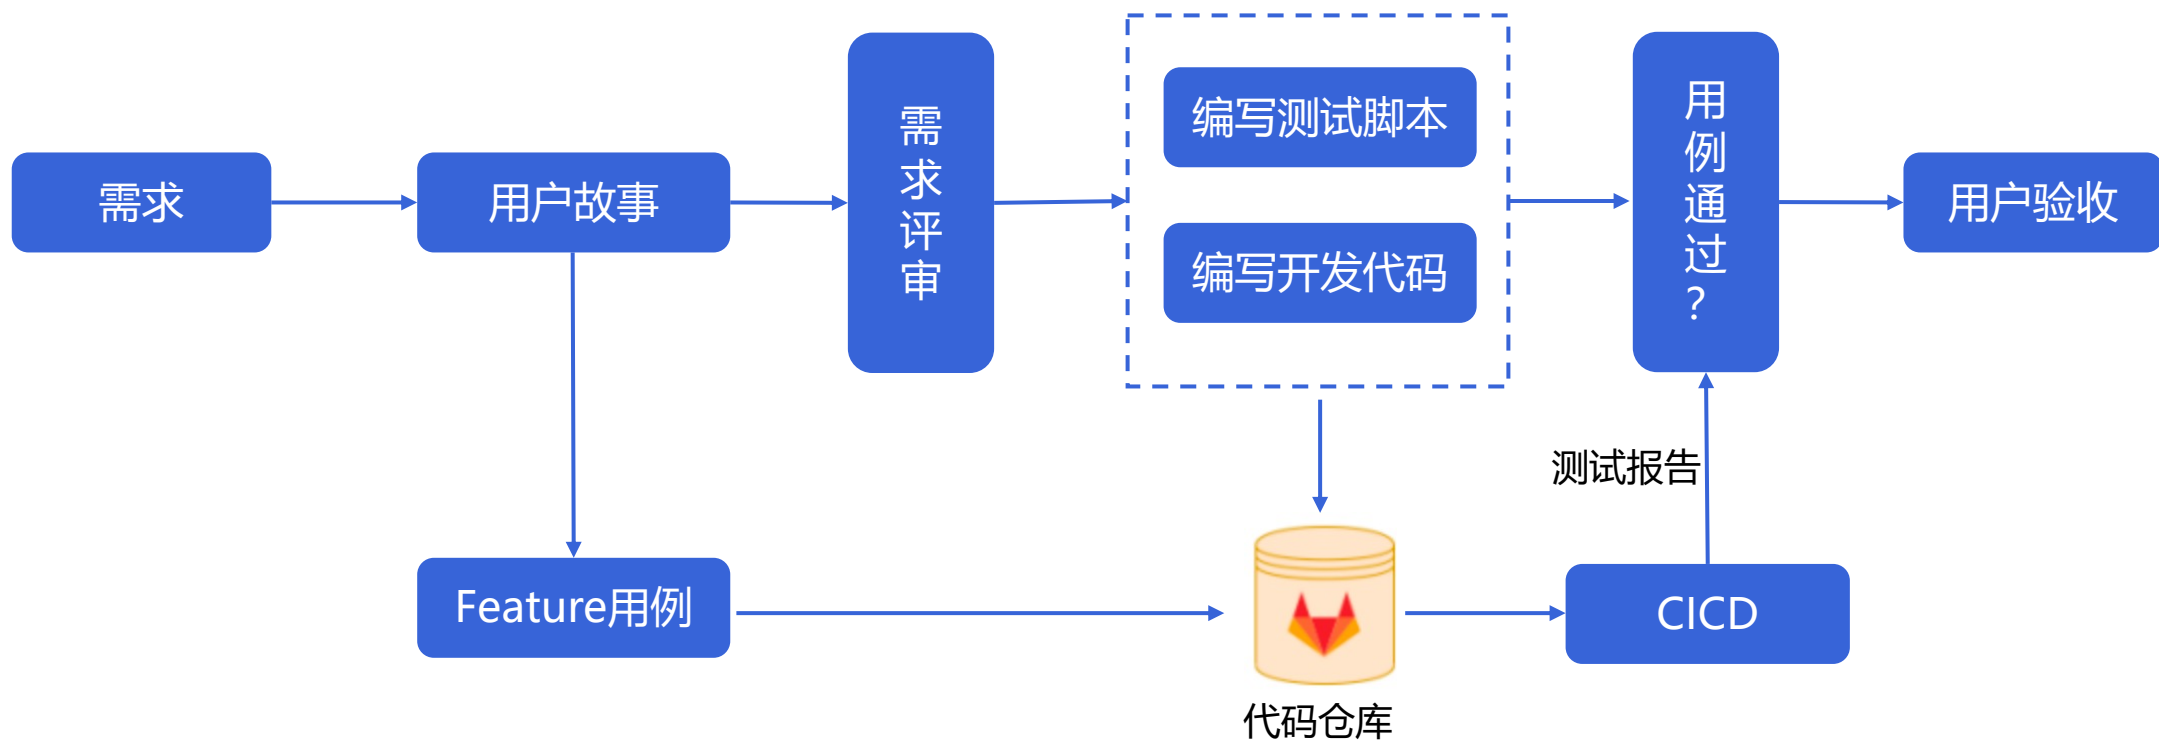 需求
用户故事
需求评审
编写测试脚本
编写开发代码
用例通过？
用户验收
测试报告
Feature用例
CICD
代码仓库